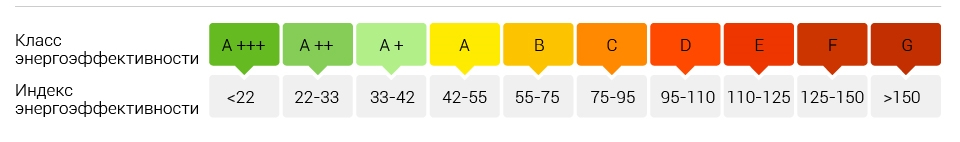 Класс
энергоэффективности
A +++ A ++ A + A B C D E F G
Индекс
энергоэффективности
<22 22-33 33-42 42-55 55-75 75-95 95-110 110-125 125-150 >150